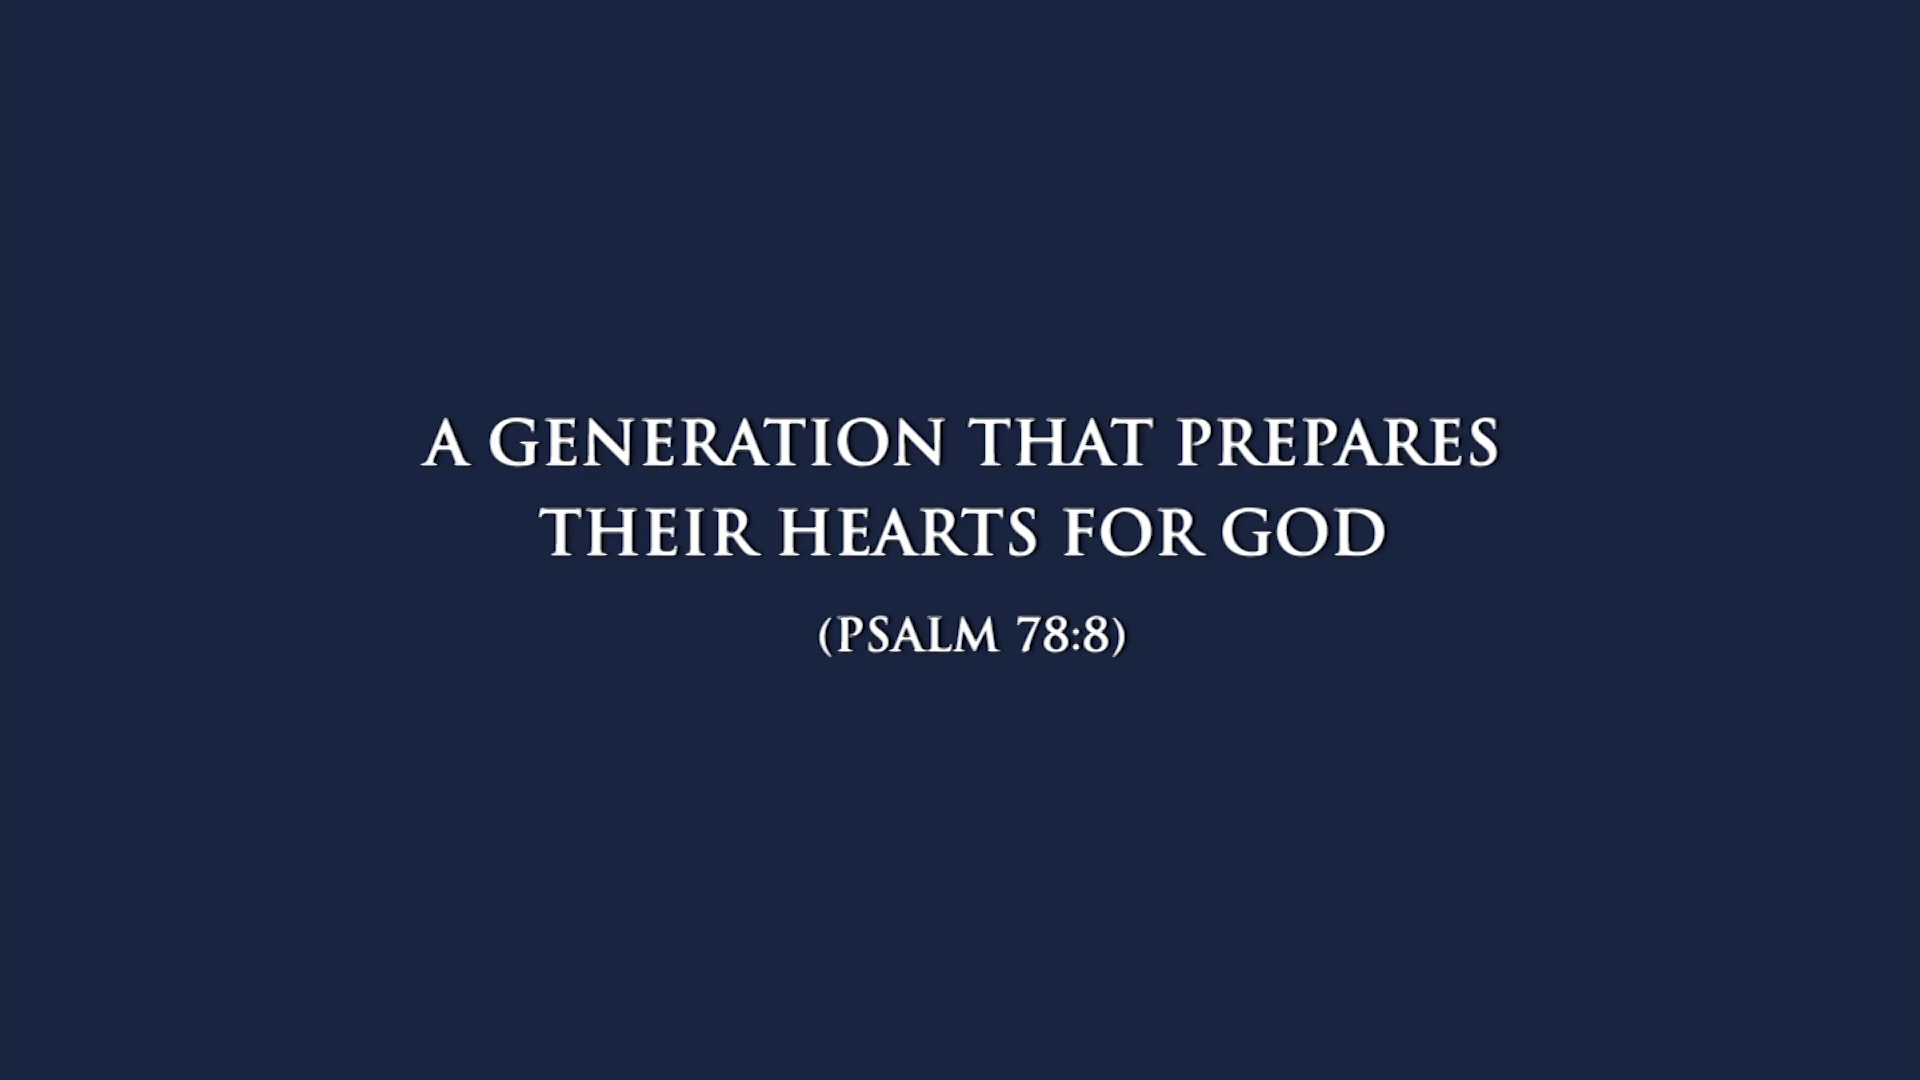 A GENERATION THAT PREPARES
THEIR HEARTS FOR GOD
(PSALM 78:8)